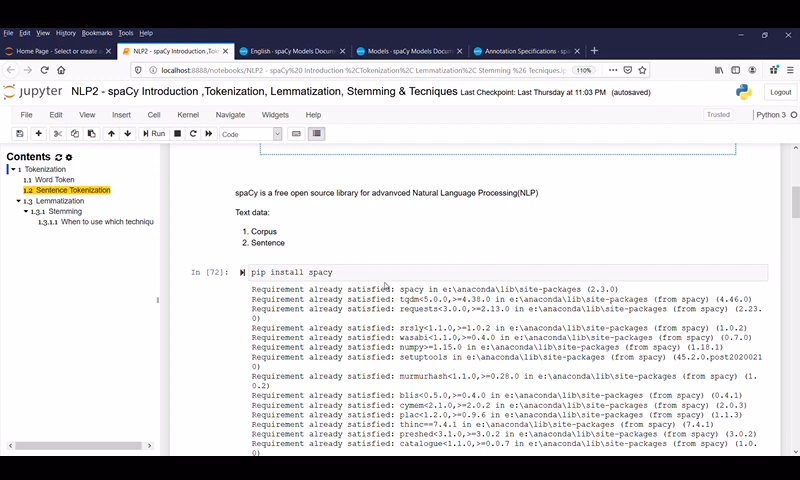 File Edit View History Bookmarks Tools Help
Home Page - Select or create a
NLP2 - spaCy Introduction ,Token
English · spaCy Models Docume
Models · spaCy Models Docum
Annotation Specifications · spa
localhost:8888/notebooks/NLP2 - spaCy%20 Introduction %2CTokenization%2C Lemmatization%2C Stemming %26 Tecniques.ip
110%
jupyter NLP2 - spaCy Introduction ,Tokenization, Lemmatization, Stemming & Tecniques Last Checkpoint: Last Thursday at 11:03 PM (autosaved)
Logout
File Edit View Insert Cell Kernel Navigate Widgets Help
Trusted Python 3
Run Code
Contents
1 Tokenization
1.1 Word Token
1.2 Sentence Tokenization
1.3 Lemmatization
1.3.1 Stemming
1.3.1.1 When to use which techniqu
spaCy is a free open source library for advanvced Natural Language Processing(NLP)
Text data:
1. Corpus
2. Sentence
In [72]: pip install spacy
Requirement already satisfied: spacy in e:\anaconda\lib\site-packages (2.3.0)
Requirement already satisfied: tqdm<5.0.0,>=4.38.0 in e:\anaconda\lib\site-packages (from spacy) (4.46.0)
Requirement already satisfied: requests<3.0.0,>=2.13.0 in e:\anaconda\lib\site-packages (from spacy) (2.23.
0)
Requirement already satisfied: srsly<1.1.0,>=1.0.2 in e:\anaconda\lib\site-packages (from spacy) (1.0.2)
Requirement already satisfied: wasabi<1.1.0,>=0.4.0 in e:\anaconda\lib\site-packages (from spacy) (0.7.0)
Requirement already satisfied: numpy>=1.15.0 in e:\anaconda\lib\site-packages (from spacy) (1.18.1)
Requirement already satisfied: setuptools in e:\anaconda\lib\site-packages (from spacy) (45.2.0.post2020021
0)
Requirement already satisfied: murmurhash<1.1.0,>=0.28.0 in e:\anaconda\lib\site-packages (from spacy) (1.
0.2)
Requirement already satisfied: blis<0.5.0,>=0.4.0 in e:\anaconda\lib\site-packages (from spacy) (0.4.1)
Requirement already satisfied: cymem<2.1.0,>=2.0.2 in e:\anaconda\lib\site-packages (from spacy) (2.0.3)
Requirement already satisfied: plac<1.2.0,>=0.9.6 in e:\anaconda\lib\site-packages (from spacy) (1.1.3)
Requirement already satisfied: thinc==7.4.1 in e:\anaconda\lib\site-packages (from spacy) (7.4.1)
Requirement already satisfied: preshed<3.1.0,>=3.0.2 in e:\anaconda\lib\site-packages (from spacy) (3.0.2)
Requirement already satisfied: catalogue<1.1.0,>=0.0.7 in e:\anaconda\lib\site-packages (from spacy) (1.0.
0)